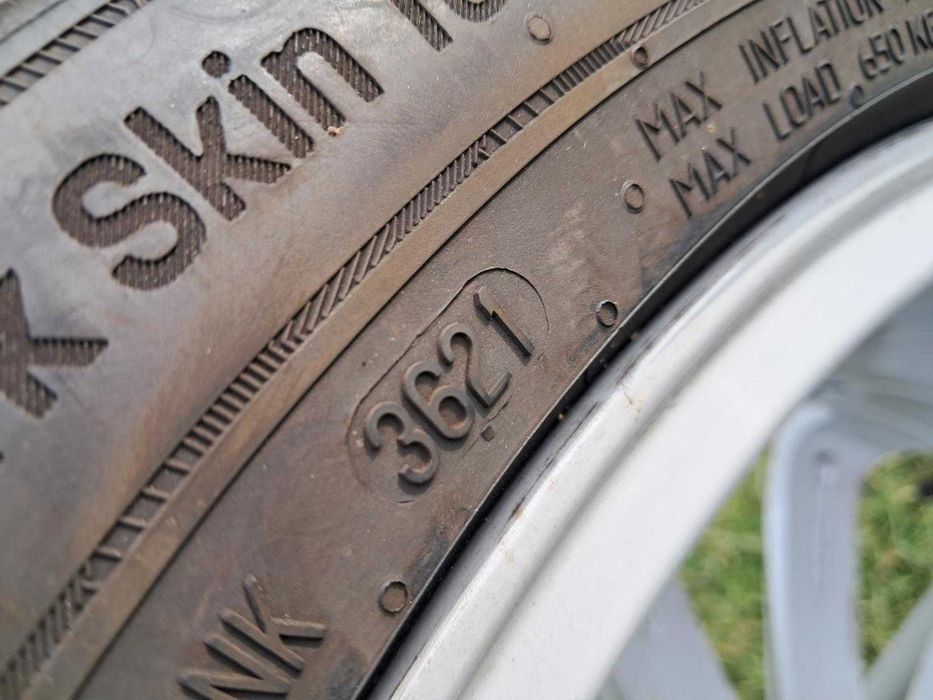 Skin
MAX INFLATION
MAX LOAD 650 KG
3621
NK